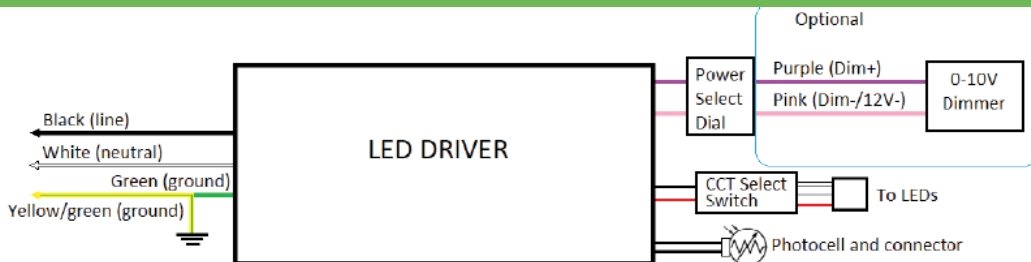 Optional
Black (line)
White (neutral)
Green (ground)
Yellow/green (ground)
LED DRIVER
Power
Select
Dial
Purple (Dim+)
Pink (Dim-/12V-)
0-10V
Dimmer
CCT Select
Switch
To LEDs
Photocell and connector